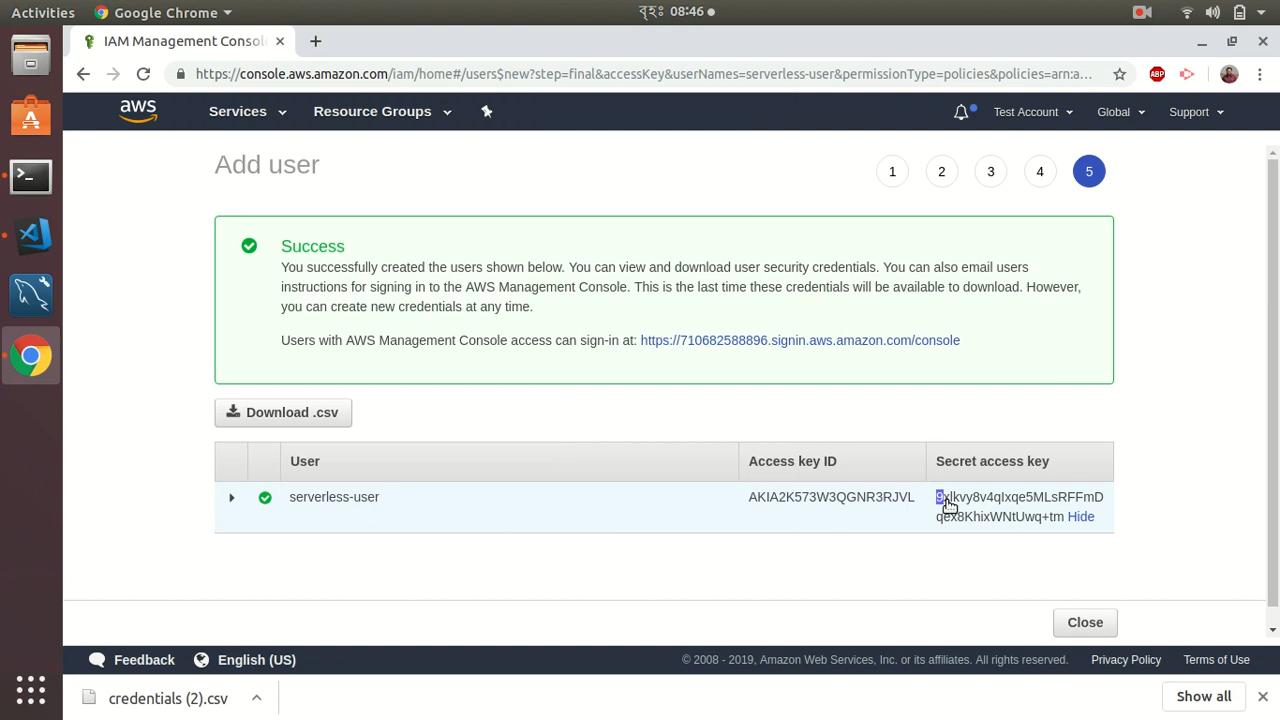 Activities
Google Chrome
বৃহঃ 08:46
IAM Management Consol
https://console.aws.amazon.com/iam/home#/users$new?step=final&accessKey&userNames=serverless-user&permissionType=policies&policies=arn:a...
ABP
aws
Services
Resource Groups
Test Account
Global
Support
Add user
1 2 3 4 5
Success
You successfully created the users shown below. You can view and download user security credentials. You can also email users
instructions for signing in to the AWS Management Console. This is the last time these credentials will be available to download. However,
you can create new credentials at any time.
Users with AWS Management Console access can sign-in at: https://710682588896.signin.aws.amazon.com/console
Download .csv
User Access key ID Secret access key
serverless-user AKIA2K573W3QGNR3RJVL
Hide
Close
Feedback
English (US)
© 2008 - 2019, Amazon Web Services, Inc. or its affiliates. All rights reserved.
Privacy Policy
Terms of Use
credentials (2).csv
Show all